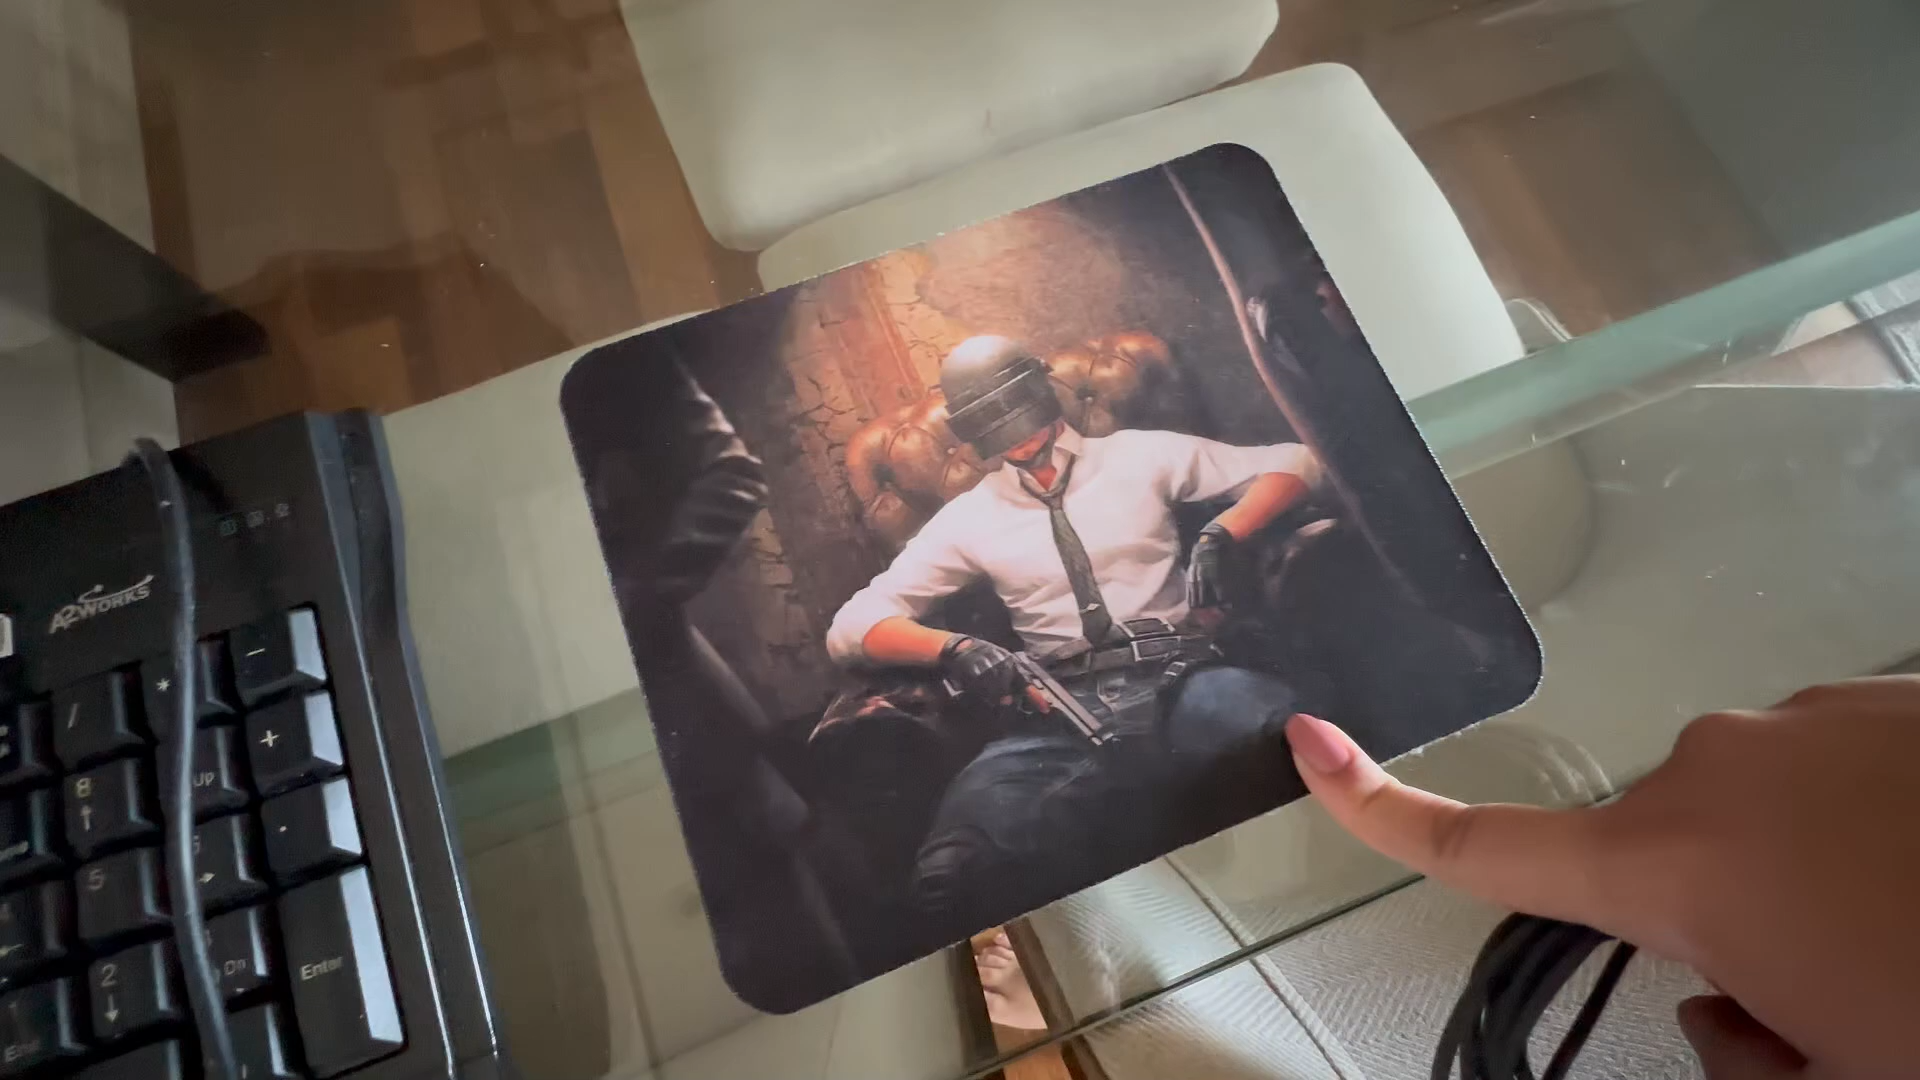 A2WORKS
-
*
/
+
Up
8
↑
5
.
2
↓
Dn
Enter